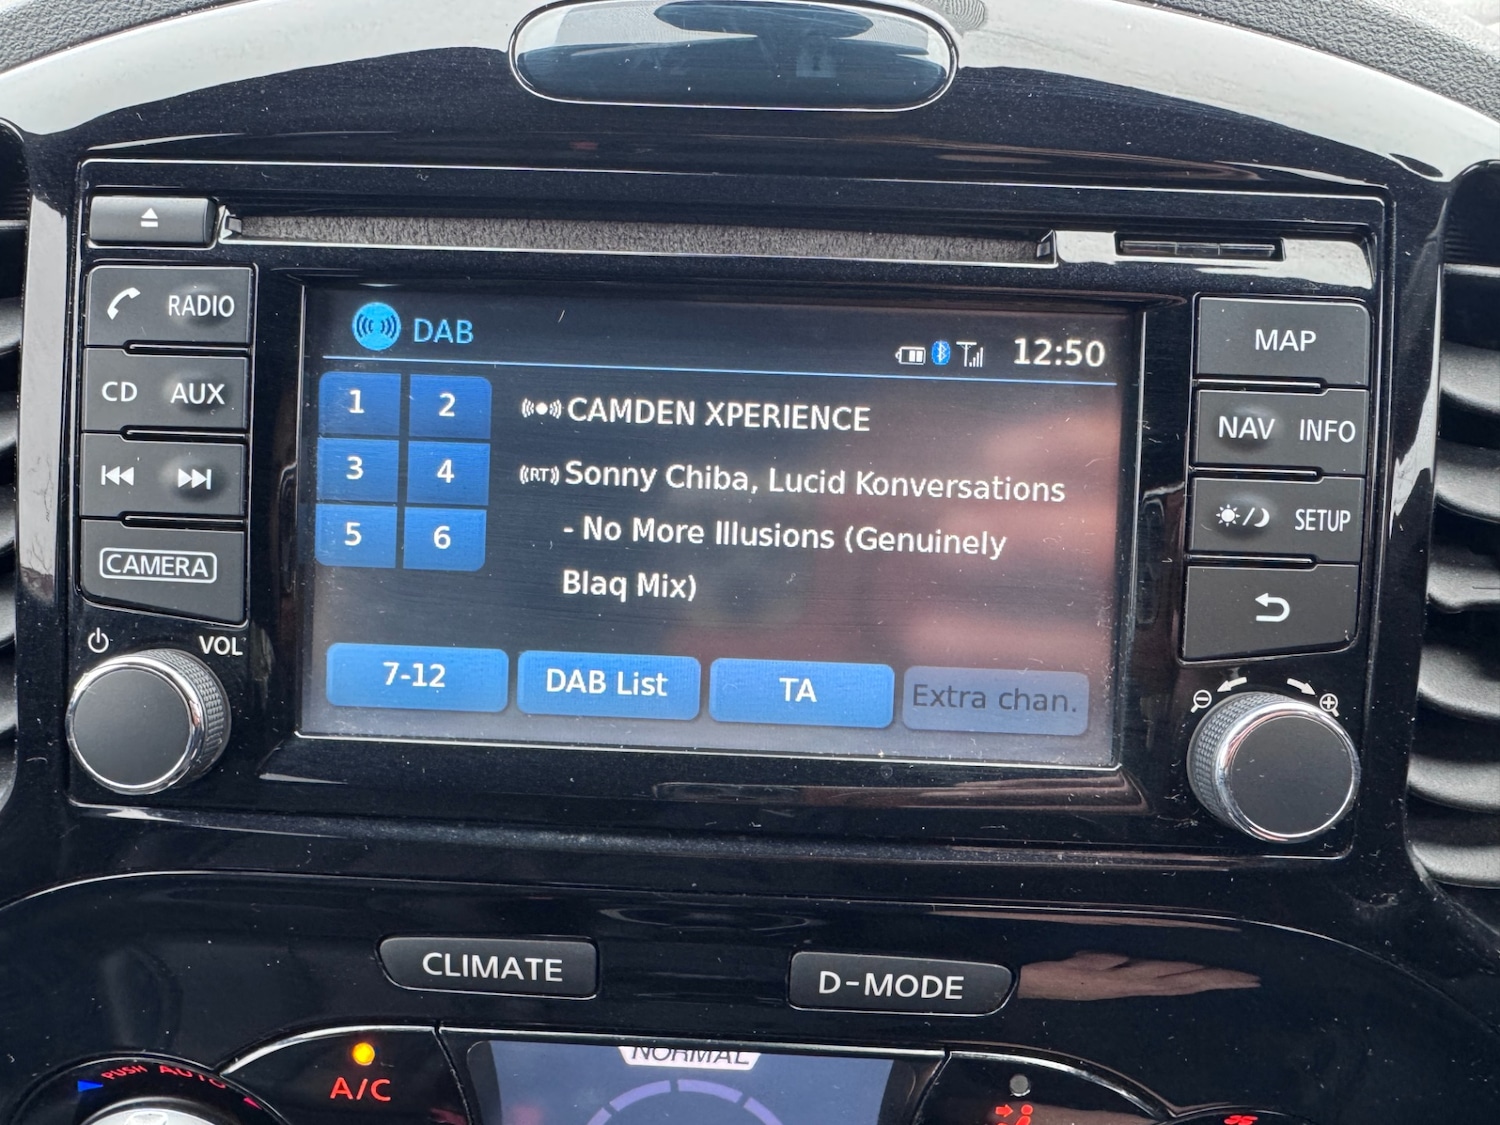 RADIO
CD AUX
CAMERA
VOL
DAB
12:50
1 2
3 4
5 6
CAMDEN XPERIENCE
RT Sonny Chiba, Lucid Konversations
- No More Illusions (Genuinely
Blaq Mix)
7-12
DAB List
TA
Extra chan.
MAP
NAV INFO
SETUP
CLIMATE
D-MODE
NORMAL
PUSH AUTO
A/C